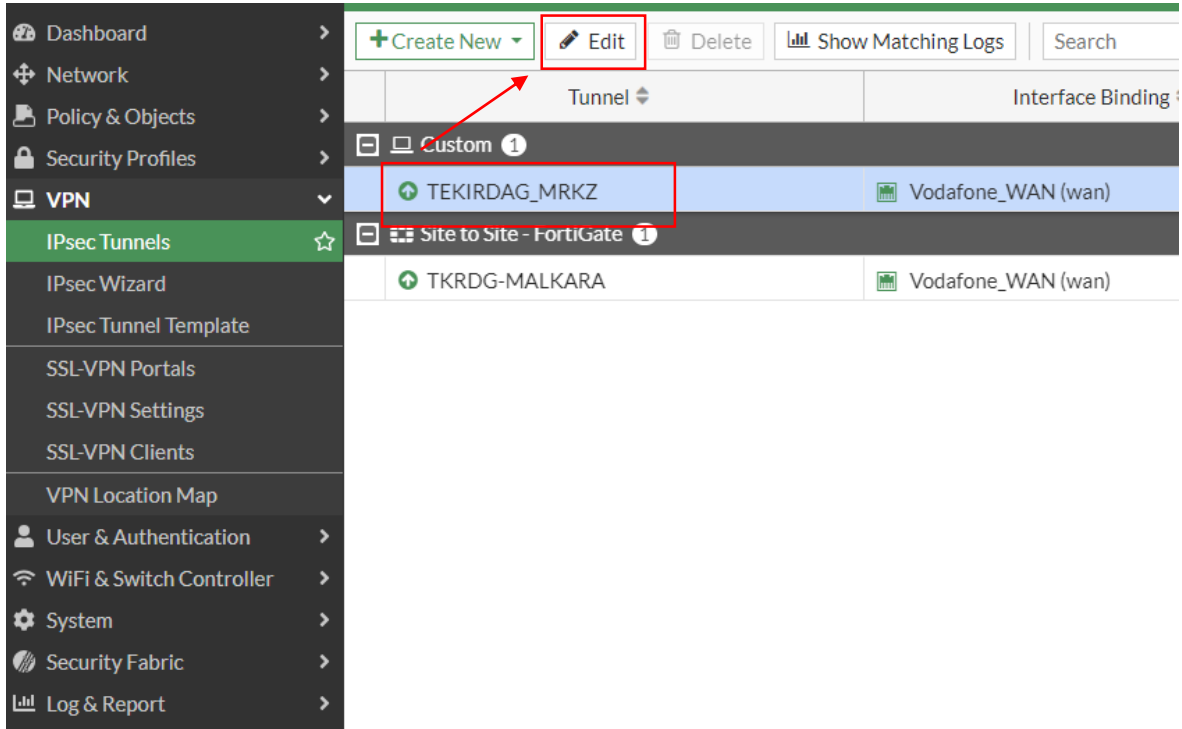 Dashboard
Network
Policy & Objects
Security Profiles
VPN
IPsec Tunnels
IPsec Wizard
IPsec Tunnel Template
SSL-VPN Portals
SSL-VPN Settings
SSL-VPN Clients
VPN Location Map
User & Authentication
WiFi & Switch Controller
System
Security Fabric
Log & Report
+Create New Edit Delete Show Matching Logs Search
Tunnel Interface Binding
Custom 1
TEKIRDAG_MRKZ Vodafone_WAN (wan)
Site to Site - FortiGate 1
TKRDG-MALKARA Vodafone_WAN (wan)